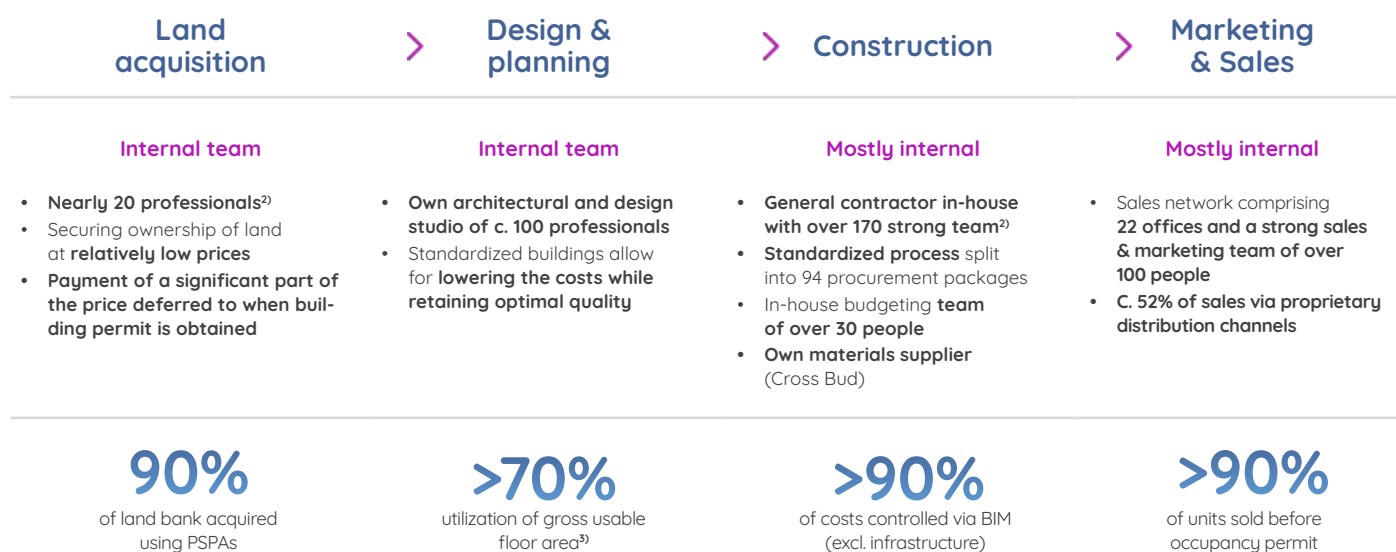 Land
acquisition
Design &
planning
Construction
Marketing
& Sales
Internal team
• Nearly 20 professionals²⁾
• Securing ownership of land
at relatively low prices
• Payment of a significant part of
the price deferred to when buil-
ding permit is obtained
Internal team
• Own architectural and design
studio of c. 100 professionals
• Standardized buildings allow
for lowering the costs while
retaining optimal quality
Mostly internal
• General contractor in-house
with over 170 strong team²⁾
• Standardized process split
into 94 procurement packages
• In-house budgeting team
of over 30 people
• Own materials supplier
(Cross Bud)
Mostly internal
• Sales network comprising
22 offices and a strong sales
& marketing team of over
100 people
• C. 52% of sales via proprietary
distribution channels
90%
of land bank acquired
using PSPAs
>70%
utilization of gross usable
floor area³⁾
>90%
of costs controlled via BIM
(excl. infrastructure)
>90%
of units sold before
occupancy permit